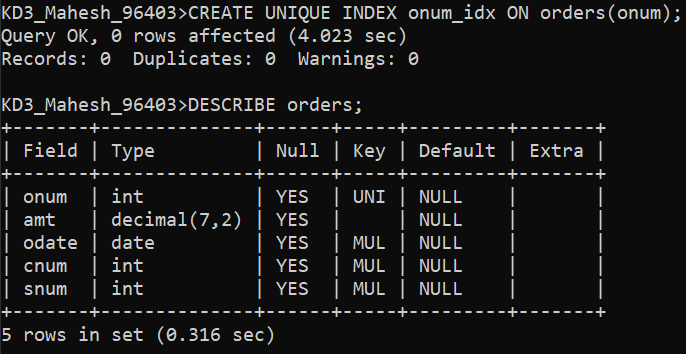 KD3_Mahesh_96403>CREATE UNIQUE INDEX onum_idx ON orders(onum);
Query OK, 0 rows affected (4.023 sec)
Records: 0  Duplicates: 0  Warnings: 0

KD3_Mahesh_96403>DESCRIBE orders;
+-------+--------------+------+-----+---------+-------+
| Field | Type         | Null | Key | Default | Extra |
+-------+--------------+------+-----+---------+-------+
| onum  | int          | YES  | UNI | NULL    |       |
| amt   | decimal(7,2) | YES  |     | NULL    |       |
| odate | date         | YES  | MUL | NULL    |       |
| cnum  | int          | YES  | MUL | NULL    |       |
| snum  | int          | YES  | MUL | NULL    |       |
+-------+--------------+------+-----+---------+-------+
5 rows in set (0.316 sec)